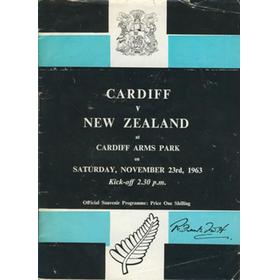 CARDIFF
V
NEW ZEALAND
at
CARDIFF ARMS PARK
on
SATURDAY, NOVEMBER 23rd, 1963
Kick-off 2.30 p.m.
Official Souvenir Programme: Price One Shilling